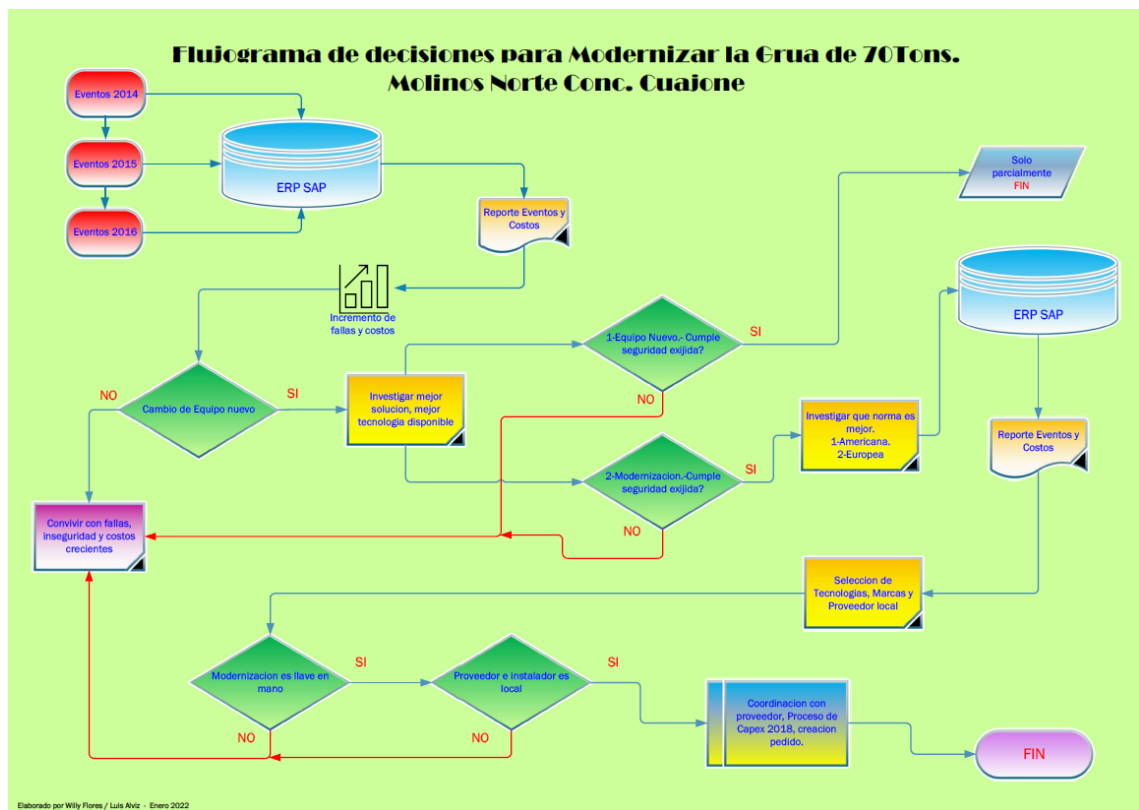 Flujograma de decisiones para Modernizar la Grua de 70Tons.
Molinos Norte Conc. Cuajone
Eventos 2014
Eventos 2015
Eventos 2016
ERP SAP
Reporte Eventos y
Costos
Solo
parcialmente
FIN
Incremento de
fallas y costos
ERP SAP
1-Equipo Nuevo.- Cumple
seguridad exijida?
SI
NO
NO
Cambio de Equipo nuevo
SI
Investigar mejor
solucion, mejor
tecnología disponible
Investigar que norma es
mejor.
1-Americana.
2-Europea
Reporte Eventos y
Costos
2-Modernizacion.-Cumple
seguridad exijida?
SI
NO
Convivir con fallas,
inseguridad y costos
crecientes
Seleccion de
Tecnologias, Marcas y
Proveedor local
Modernizacion es llave en
mano
SI
NO
Proveedor e instalador es
local
SI
NO
Coordinacion con
proveedor, Proceso de
Capex 2018, creacion
pedido.
FIN
Elaborado por Willy Flores / Luis Alviz - Enero 2022